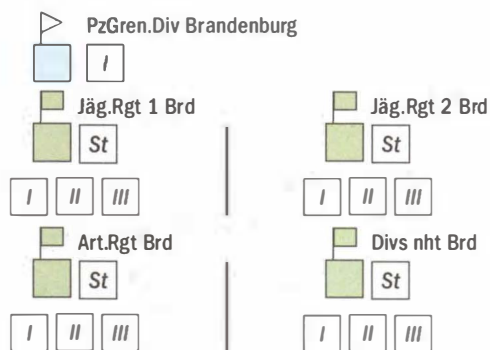 PzGren.Div Brandenburg
I
Jäg.Rgt 1 Brd
Jäg.Rgt 2 Brd
St
St
I II III
I II III
Art.Rgt Brd
Divs nht Brd
St
St
I II III
I II III